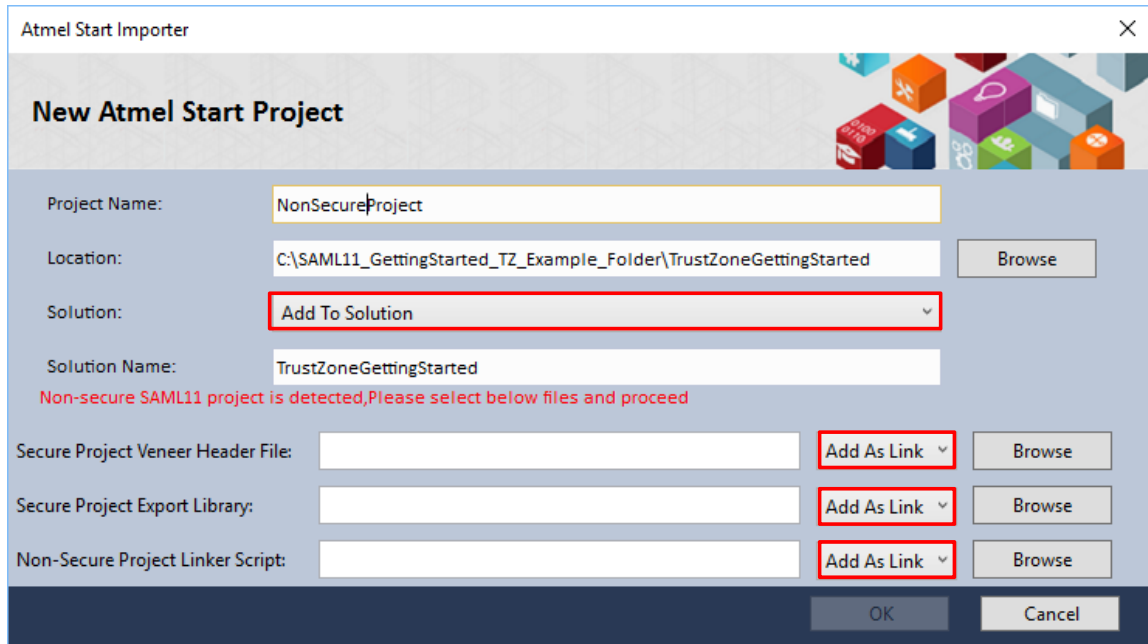 Atmel Start Importer
New Atmel Start Project
0100
0110
Project Name: NonSecureProject
Location: C:\SAML11_GettingStarted_TZ_Example_Folder\TrustZoneGettingStarted Browse
Solution: Add To Solution
Solution Name: TrustZoneGettingStarted
Non-secure SAML11 project is detected,Please select below files and proceed
Secure Project Veneer Header File: Add As Link Browse
Secure Project Export Library: Add As Link Browse
Non-Secure Project Linker Script: Add As Link Browse
OK Cancel